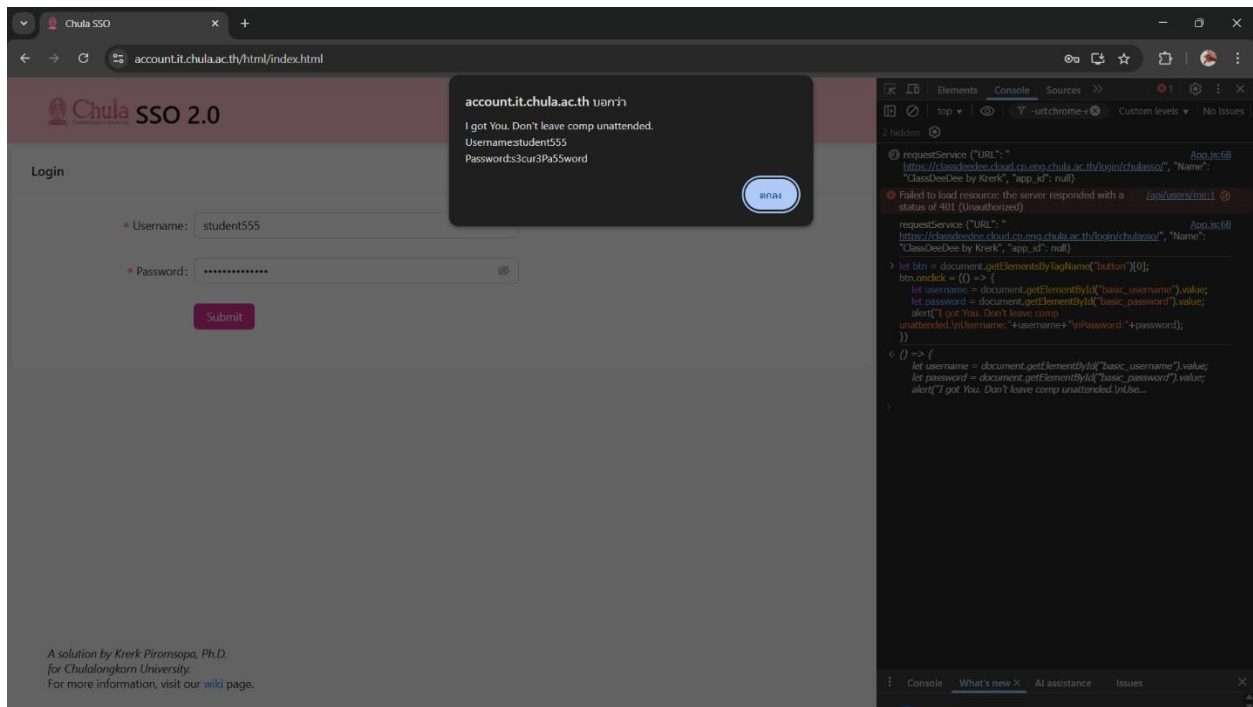 Chula SSO
account.it.chula.ac.th/html/index.html
Chula SSO 2.0
Login
* Username: student555
* Password: ••••••••••••••
Submit
account.it.chula.ac.th บอกว่า
I got You. Don't leave comp unattended.
Username:student555
Password:s3cur3Pa55word
ตกลง
A solution by Krerk Piromsopa, Ph.D.
for Chulalongkorn University.
For more information, visit our wiki page.
Elements Console Sources 1
top Custom levels No Issues
2 hidden
2 requestService {"URL": " App.js:68
https://classdeedee.cloud.cp.eng.chula.ac.th/login/chulasso/", "Name":
"ClassDeeDee by Krerk", "app_id": null}
Failed to load resource: the server responded with a /api/users/me:1
status of 401 (Unauthorized)
requestService {"URL": " App.js:68
https://classdeedee.cloud.cp.eng.chula.ac.th/login/chulasso/", "Name":
"ClassDeeDee by Krerk", "app_id": null}
> let btn = document.getElementsByTagName("button")[0];
btn.onclick = (() => {
let username = document.getElementById("basic_username").value;
let password = document.getElementById("basic_password").value;
alert("I got You. Don't leave comp
unattended.\nUsername:"+username+"\nPassword:"+password);
})
< () => {
let username = document.getElementById("basic_username").value;
let password = document.getElementById("basic_password").value;
alert("I got You. Don't leave comp unattended.\nUse...
>
Console What's new AI assistance Issues